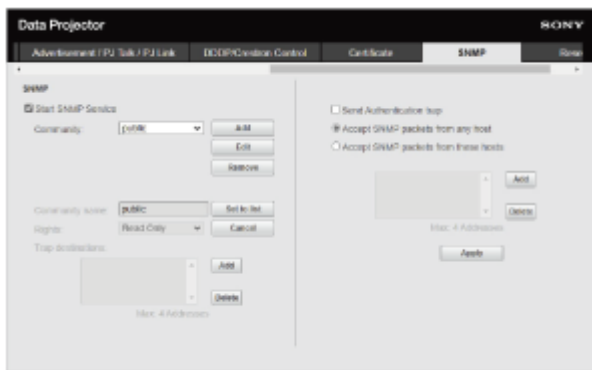 Data Projector
SONY
Advertisement / PJ Talk / PJ Link
DDDP/Crestron Control
Certificate
SNMP
Rese
SNMP
Start SNMP Service
Community:
public
Add
Edit
Remove
Community name:
public
Set to list
Rights:
Read Only
Cancel
Trap destinations:
Add
Delete
Max: 4 Addresses
Send Authentication trap
Accept SNMP packets from any host
Accept SNMP packets from these hosts
Add
Delete
Max: 4 Addresses
Apply